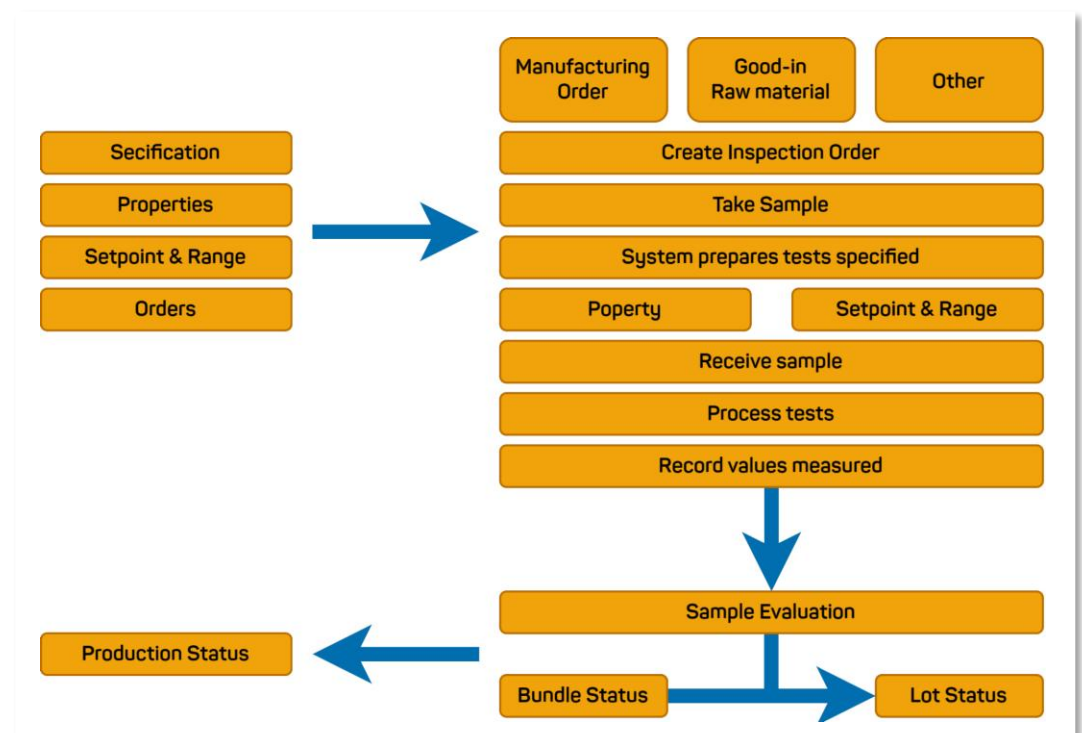 Manufacturing
Order
Good-in
Raw material
Other
Secification
Properties
Setpoint & Range
Orders
Create Inspection Order
Take Sample
System prepares tests specified
Poperty
Setpoint & Range
Receive sample
Process tests
Record values measured
Sample Evaluation
Production Status
Bundle Status
Lot Status